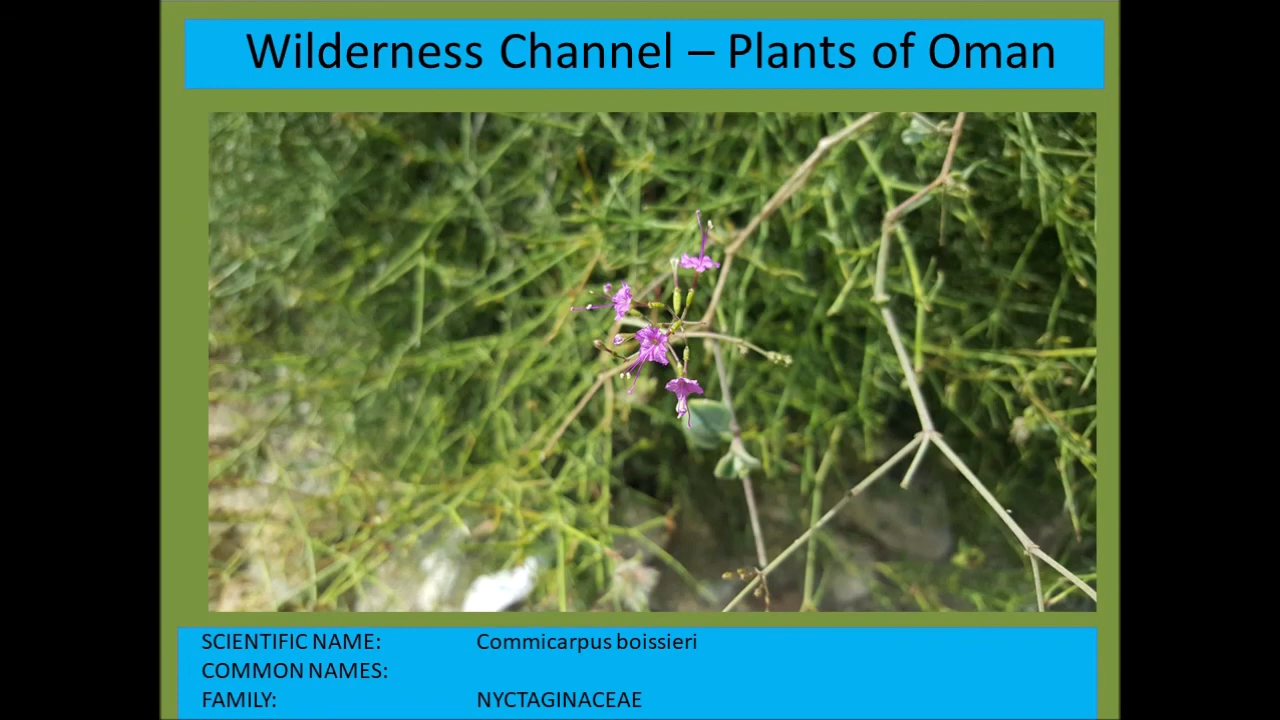 Wilderness Channel – Plants of Oman
SCIENTIFIC NAME: Commicarpus boissieri
COMMON NAMES:
FAMILY: NYCTAGINACEAE